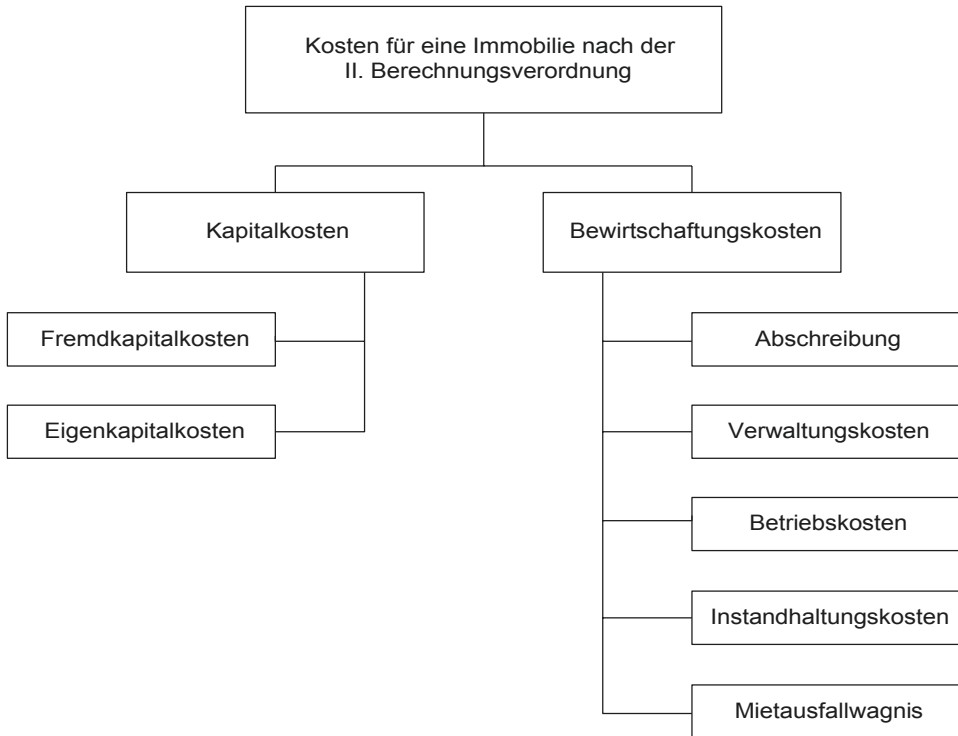 Kosten für eine Immobilie nach der
II. Berechnungsverordnung
Kapitalkosten
Bewirtschaftungskosten
Fremdkapitalkosten
Eigenkapitalkosten
Abschreibung
Verwaltungskosten
Betriebskosten
Instandhaltungskosten
Mietausfallwagnis